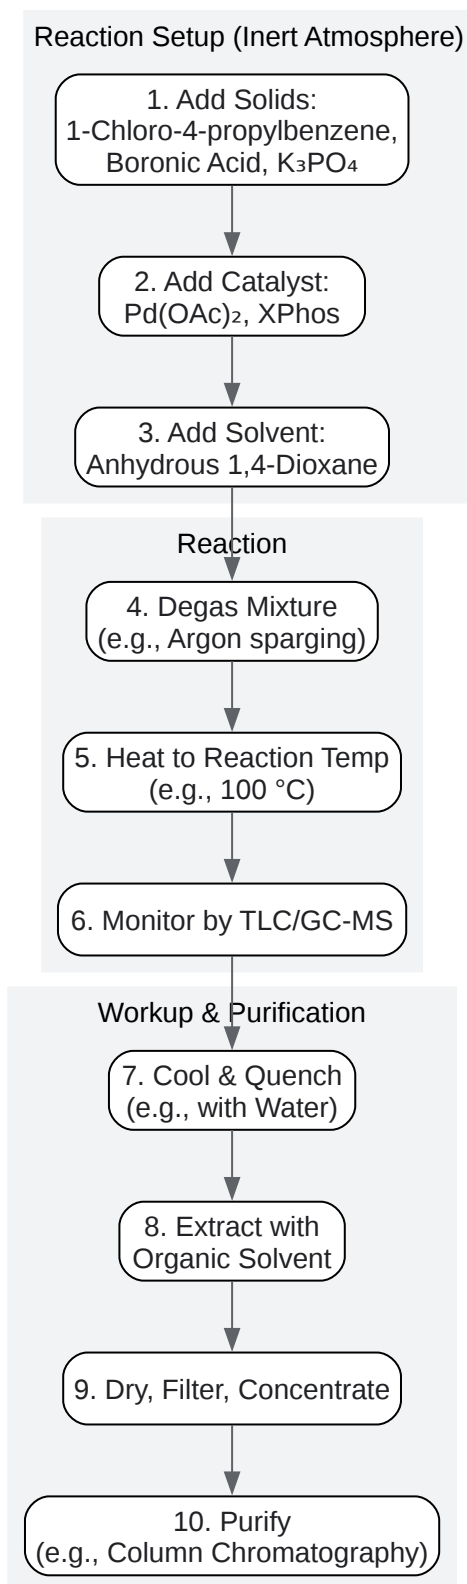 Reaction Setup (Inert Atmosphere)
1. Add Solids:
1-Chloro-4-propylbenzene,
Boronic Acid, K₃PO₄
2. Add Catalyst:
Pd(OAc)₂, XPhos
3. Add Solvent:
Anhydrous 1,4-Dioxane
Reaction
4. Degas Mixture
(e.g., Argon sparging)
5. Heat to Reaction Temp
(e.g., 100 °C)
6. Monitor by TLC/GC-MS
Workup & Purification
7. Cool & Quench
(e.g., with Water)
8. Extract with
Organic Solvent
9. Dry, Filter, Concentrate
10. Purify
(e.g., Column Chromatography)